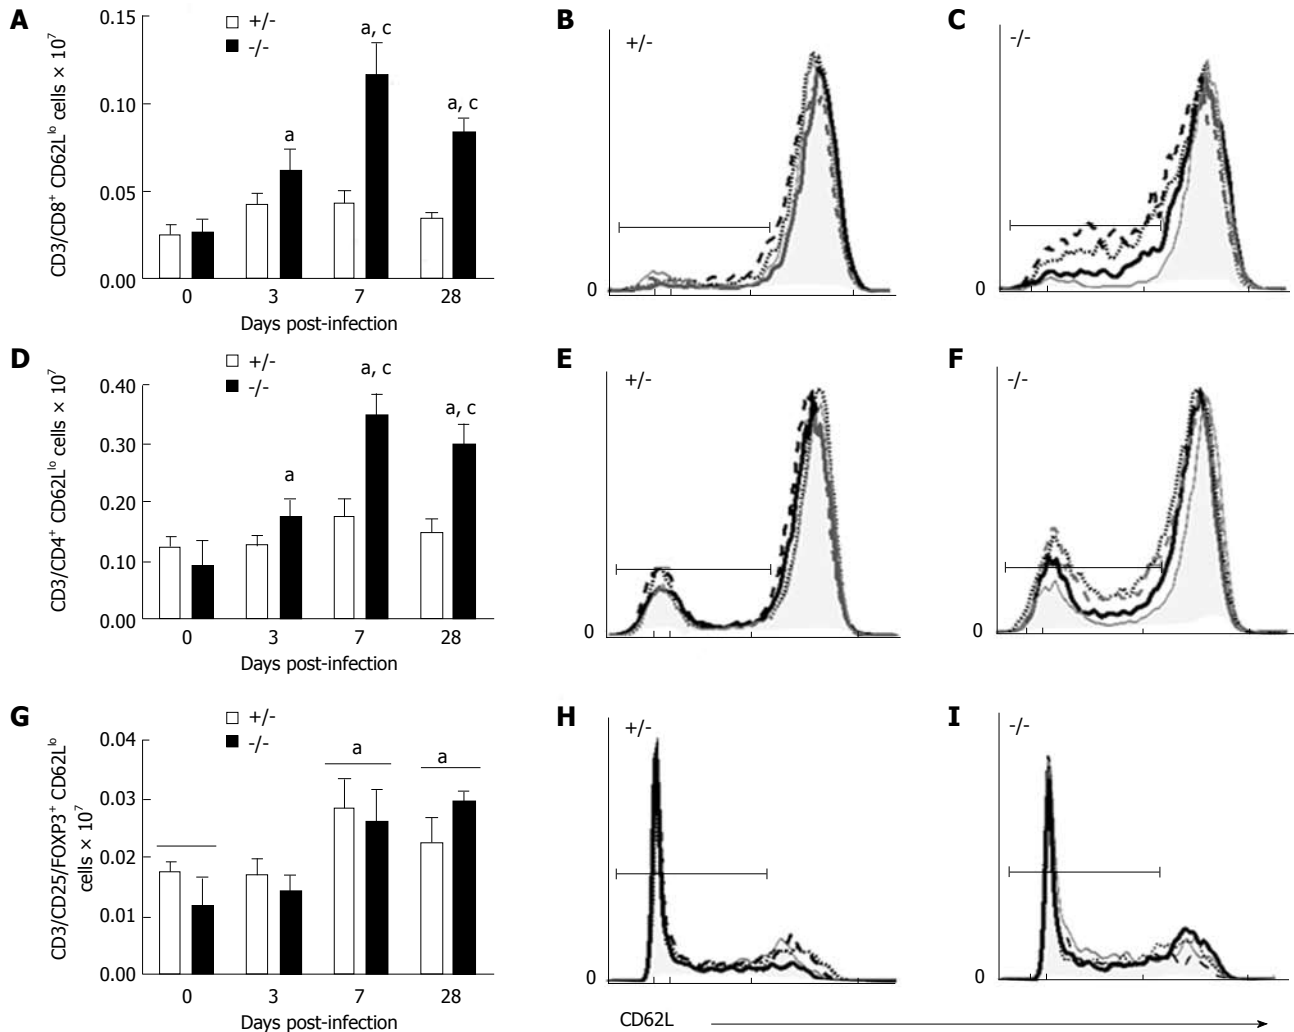 A
CD3/CD8⁺ CD62Lˡᵒ cells × 10⁷
0.15
0.10
0.05
0.00
+/-
-/-
a
a, c
a, c
0 3 7 28
Days post-infection
B
+/-
0
C
-/-
0
D
CD3/CD4⁺ CD62Lˡᵒ cells × 10⁷
0.40
0.30
0.20
0.10
0.00
+/-
-/-
a
a, c
a, c
0 3 7 28
Days post-infection
E
+/-
0
F
-/-
0
G
CD3/CD25/FOXP3⁺ CD62Lˡᵒ
cells × 10⁷
0.04
0.03
0.02
0.01
0.00
+/-
-/-
a
a
0 3 7 28
Days post-infection
H
+/-
0
I
-/-
0
CD62L